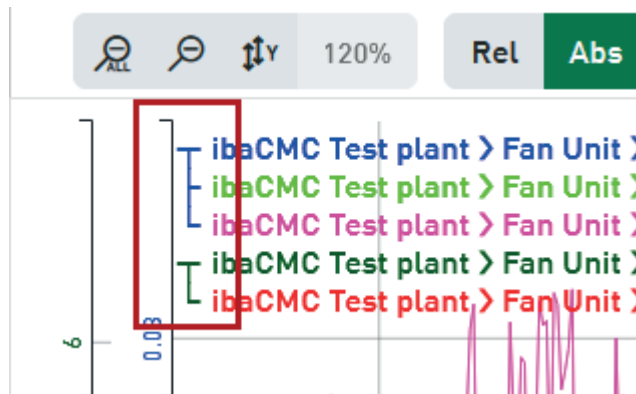 ALL Y 120% Rel Abs
ibaCMC Test plant > Fan Unit >
ibaCMC Test plant > Fan Unit >
ibaCMC Test plant > Fan Unit >
ibaCMC Test plant > Fan Unit >
ibaCMC Test plant > Fan Unit >
6
0.08